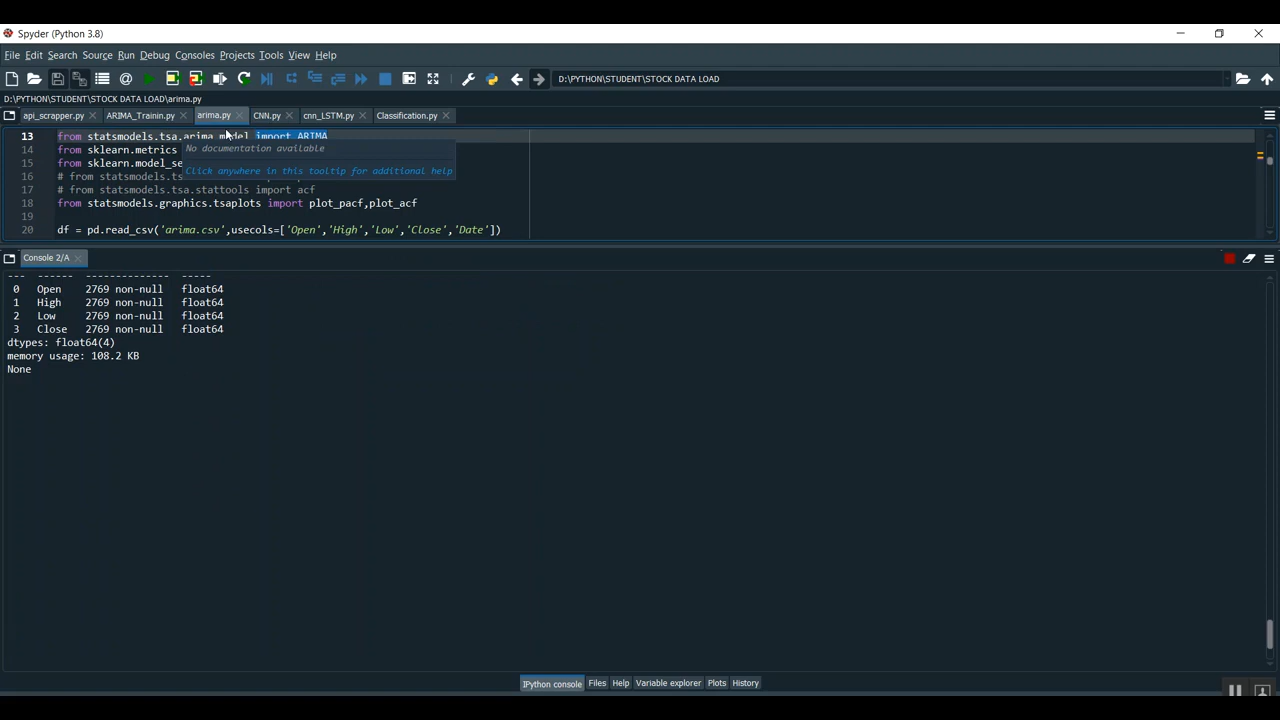 Spyder (Python 3.8)
File Edit Search Source Run Debug Consoles Projects Tools View Help
D:\PYTHON\STUDENT\STOCK DATA LOAD
D:\PYTHON\STUDENT\STOCK DATA LOAD\arima.py
api_scrapper.py ARIMA_Trainin.py arima.py CNN.py cnn_LSTM.py Classification.py
13 from statsmodels.tsa.arima.model import ARIMA
14 from sklearn.metrics
No documentation available
15 from sklearn.model_se
Click anywhere in this tooltip for additional help
16 # from statsmodels.ts
17 # from statsmodels.tsa.stattools import acf
18 from statsmodels.graphics.tsaplots import plot_pacf,plot_acf
19
20 df = pd.read_csv('arima.csv',usecols=['Open','High','Low','Close','Date'])
Console 2/A
--- ------ -------------- -----
0 Open 2769 non-null float64
1 High 2769 non-null float64
2 Low 2769 non-null float64
3 Close 2769 non-null float64
dtypes: float64(4)
memory usage: 108.2 KB
None
IPython console Files Help Variable explorer Plots History